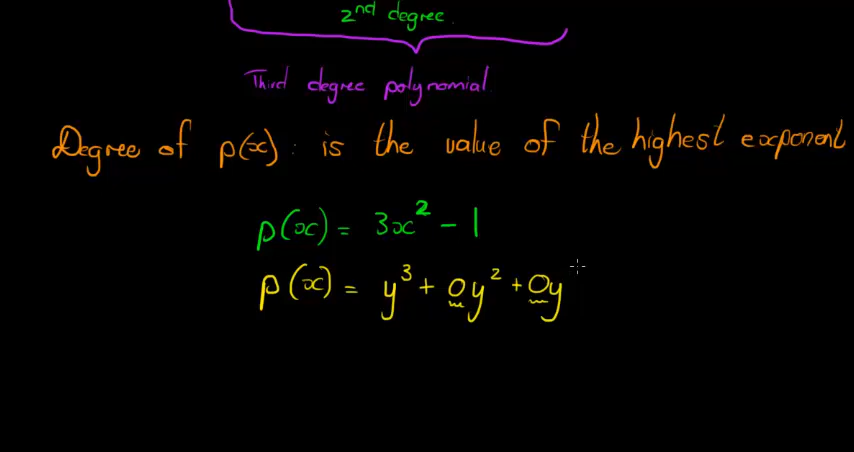 2nd degree.
Third degree polynomial
Degree of p(x): is the value of the highest exponent
p(x) = 3x² - 1
p(x) = y³ + 0y² + 0y